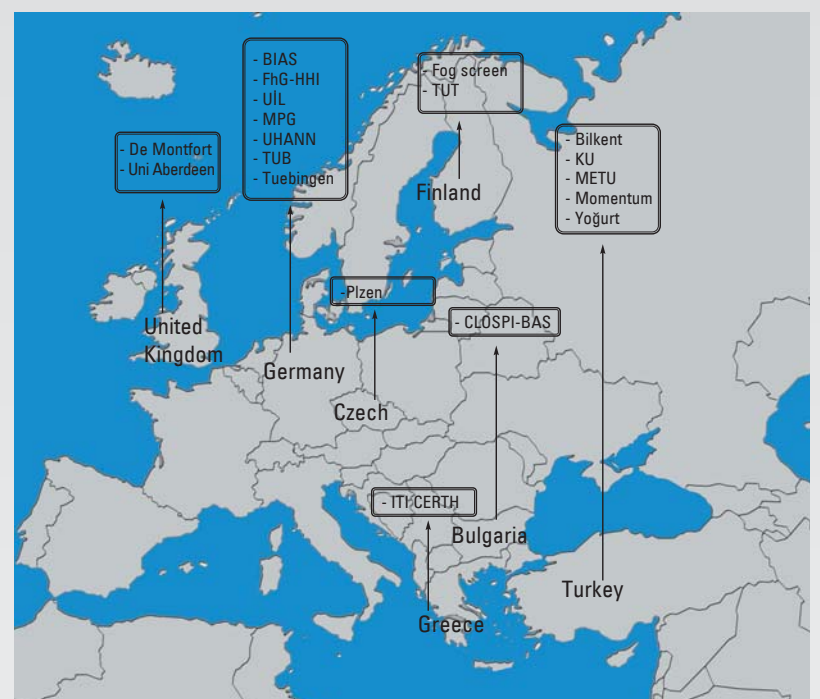 - BIAS
- FhG-HHI
- UİL
- MPG
- UHANN
- TUB
- Tuebingen
- Fog screen
- TUT
- De Montfort
- Uni Aberdeen
- Bilkent
- KU
- METU
- Momentum
- Yoğurt
Finland
-Plzen
- CLOSPI-BAS
United
Kingdom
Germany
Czech
- ITI-CERTH
Bulgaria
Turkey
Greece